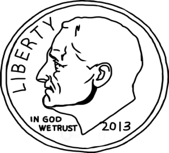 LIBERTY
IN GOD
WE TRUST
2013